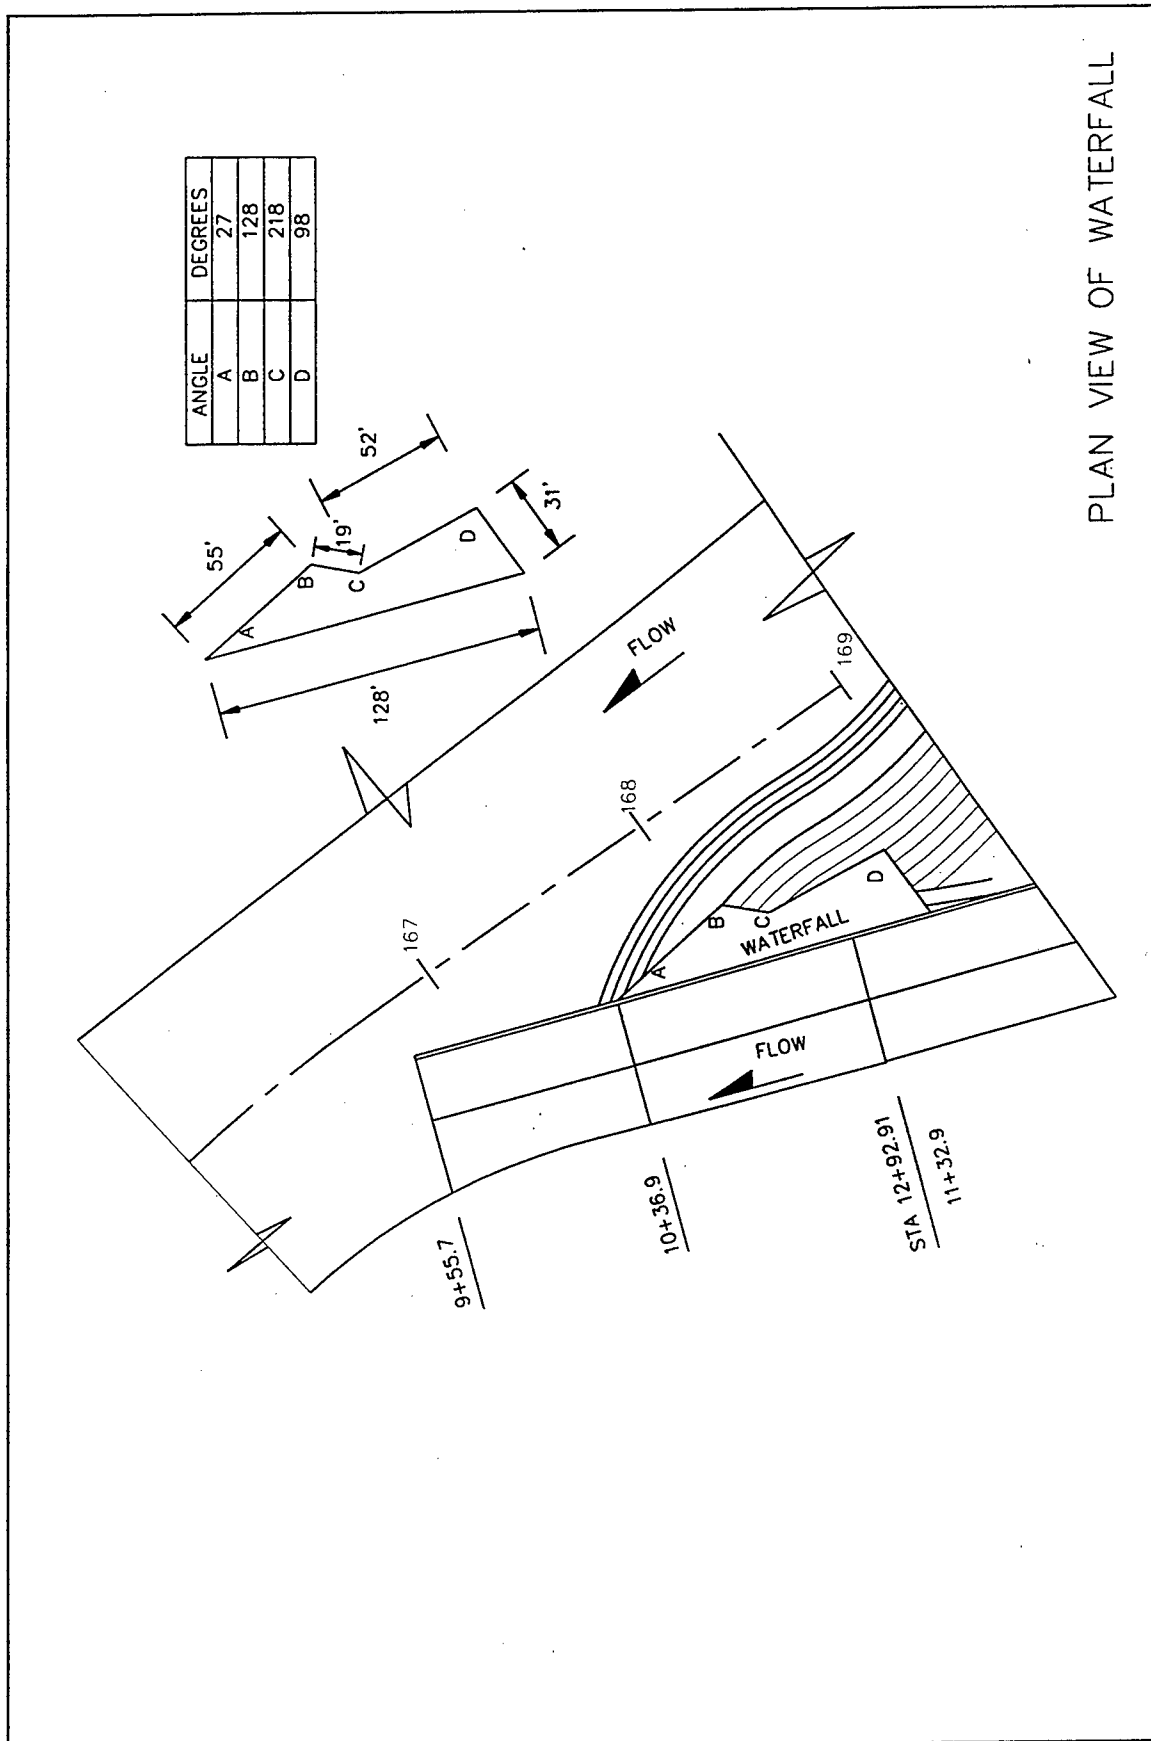 ANGLE DEGREES
A 27
B 128
C 218
D 98
55'
19'
52'
31'
128'
A
B
C
D
FLOW
167
168
169
A
B
C
D
WATERFALL
FLOW
9+55.7
10+36.9
STA 12+92.91
11+32.9
PLAN VIEW OF WATERFALL